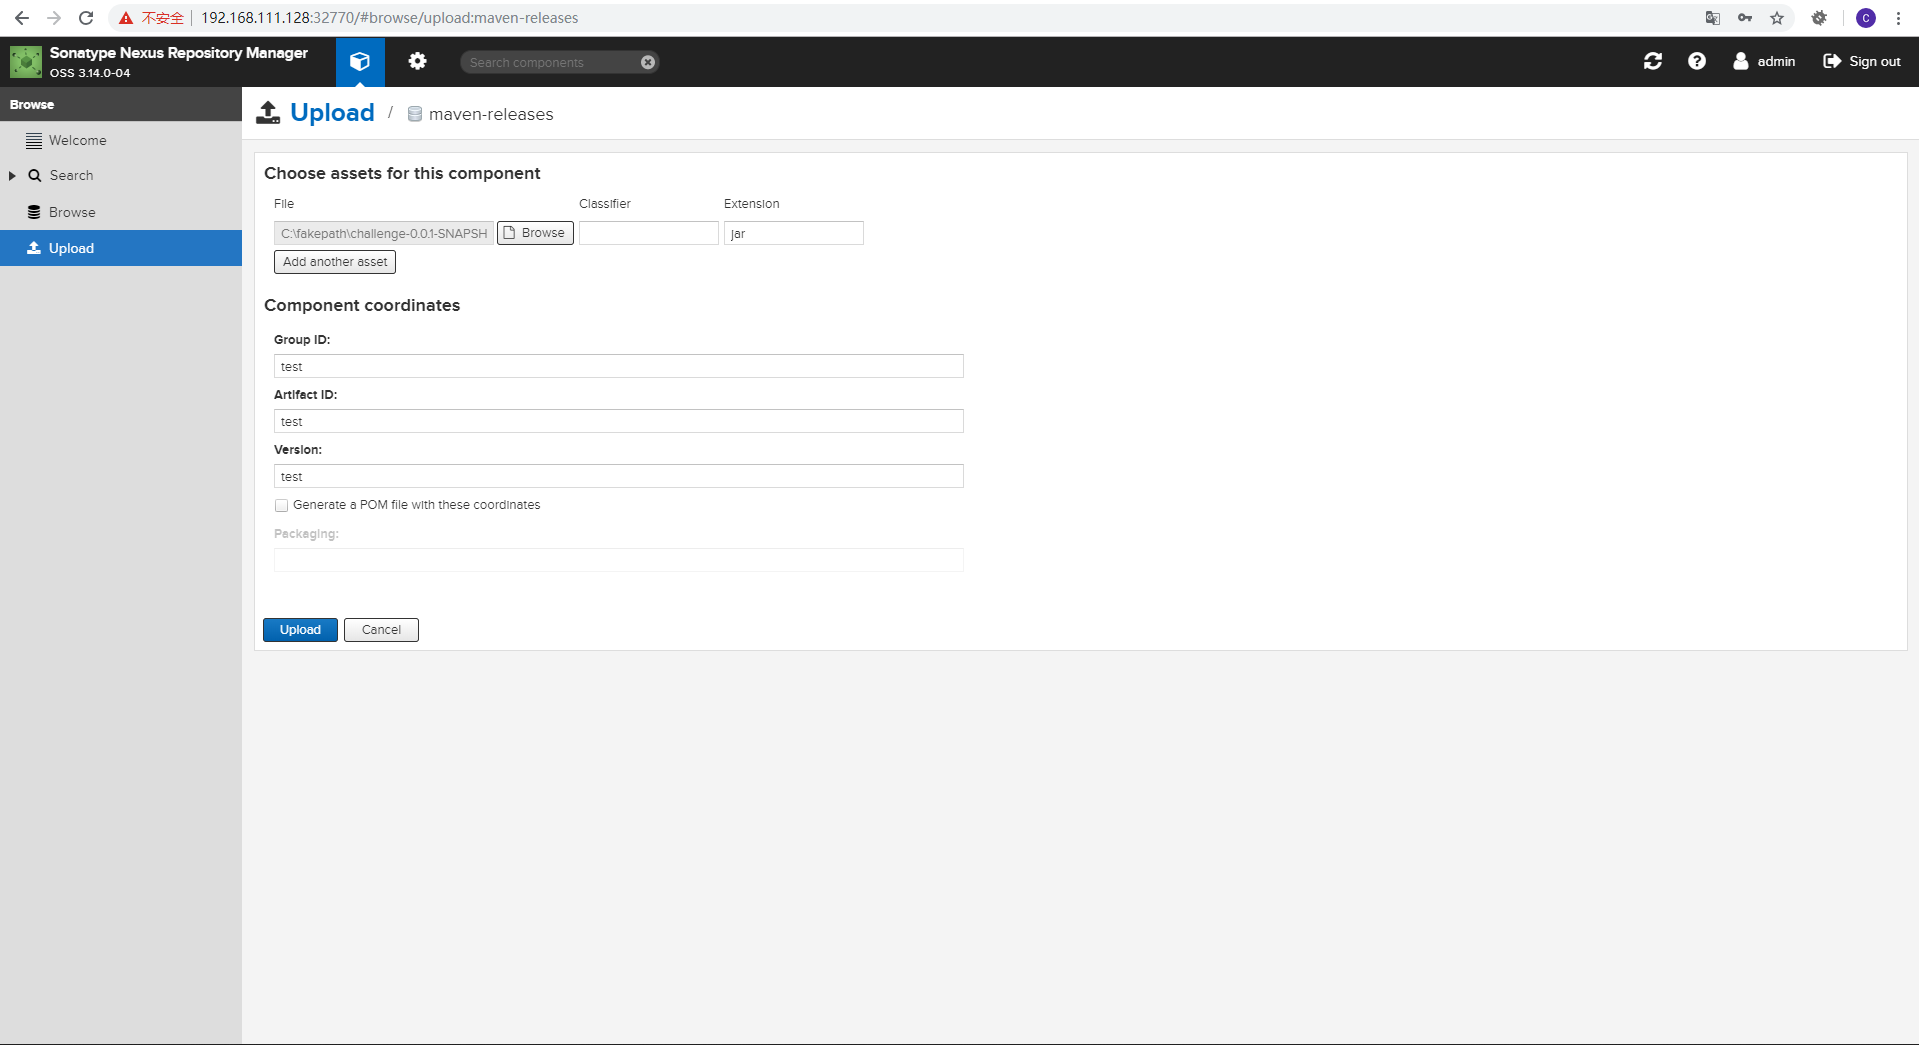 不安全 192.168.111.128:32770/#browse/upload:maven-releases
C
Sonatype Nexus Repository Manager
OSS 3.14.0-04
Search components
admin
Sign out
Browse
Welcome
Search
Browse
Upload
Upload / maven-releases
Choose assets for this component
File Classifier Extension
C:\fakepath\challenge-0.0.1-SNAPSH Browse jar
Add another asset
Component coordinates
Group ID:
test
Artifact ID:
test
Version:
test
Generate a POM file with these coordinates
Packaging:
Upload Cancel